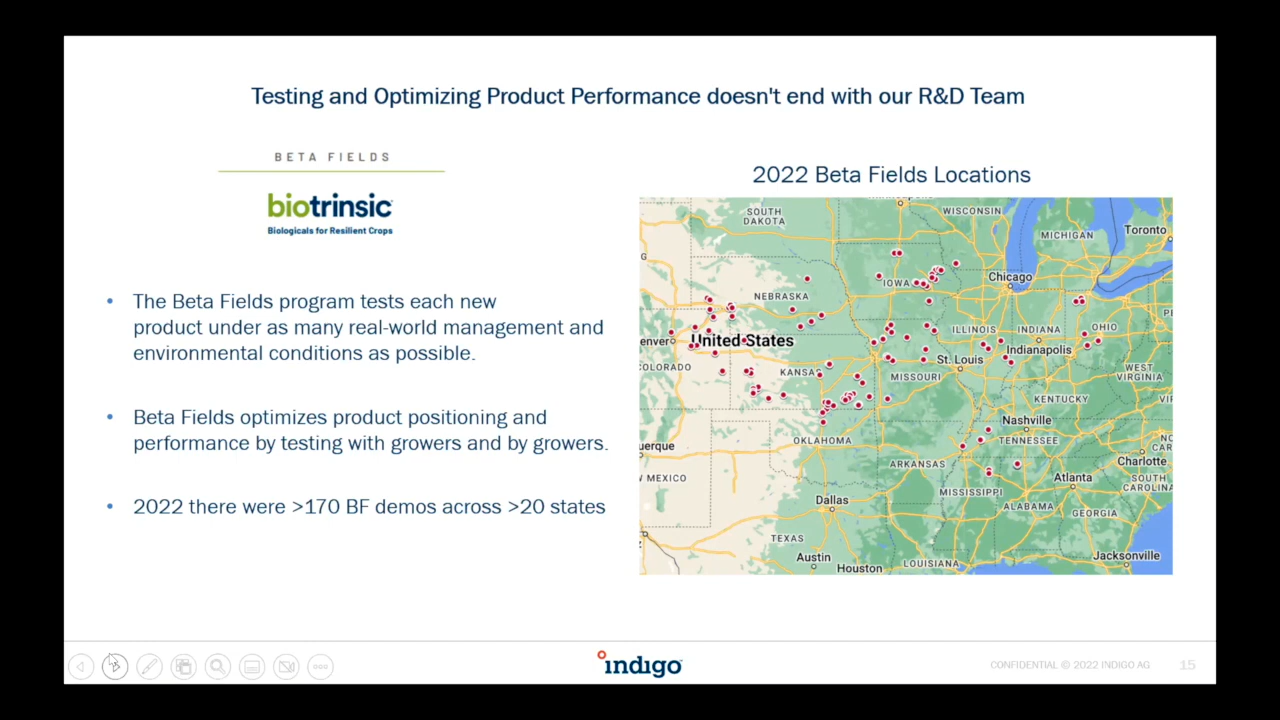 Testing and Optimizing Product Performance doesn't end with our R&D Team
BETA FIELDS
biotrinsic
Biologicals for Resilient Crops
• The Beta Fields program tests each new
product under as many real-world management and
environmental conditions as possible.
• Beta Fields optimizes product positioning and
performance by testing with growers and by growers.
• 2022 there were >170 BF demos across >20 states
2022 Beta Fields Locations
SOUTH
DAKOTA
WISCONSIN
MICHIGAN
Toronto
Chicago
IOWA
NEBRASKA
ILLINOIS
INDIANA
OHIO
enver
United States
Indianapolis
St. Louis
COLORADO
KANSAS
MISSOURI
WEST
VIRGINIA
KENTUCKY
VIR
Nashville
TENNESSEE
OKLAHOMA
uerque
NO
CAR
Charlotte
ARKANSAS
W MEXICO
Atlanta
SOUTH
CAROLINA
MISSISSIPPI
Dallas
ALABAMA
GEORGIA
TEXAS
Austin
Houston
LOUISIANA
Jacksonville
indigo
CONFIDENTIAL © 2022 INDIGO AG
15